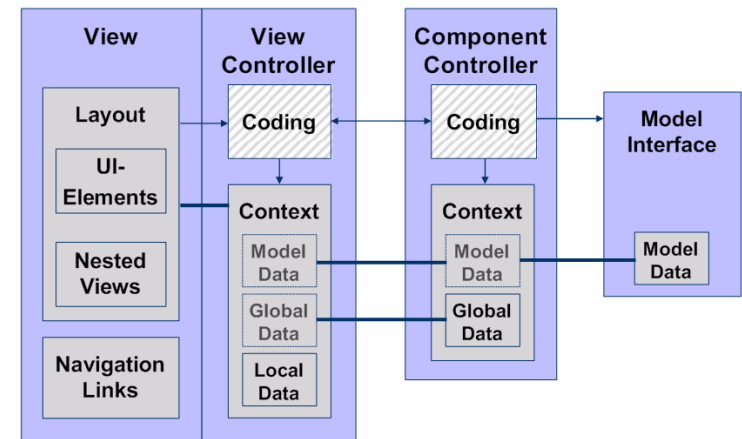 View
View
Controller
Component
Controller
Layout
UI-
Elements
Nested
Views
Navigation
Links
Coding
Context
Model
Data
Global
Data
Local
Data
Coding
Context
Model
Data
Global
Data
Model
Interface
Model
Data